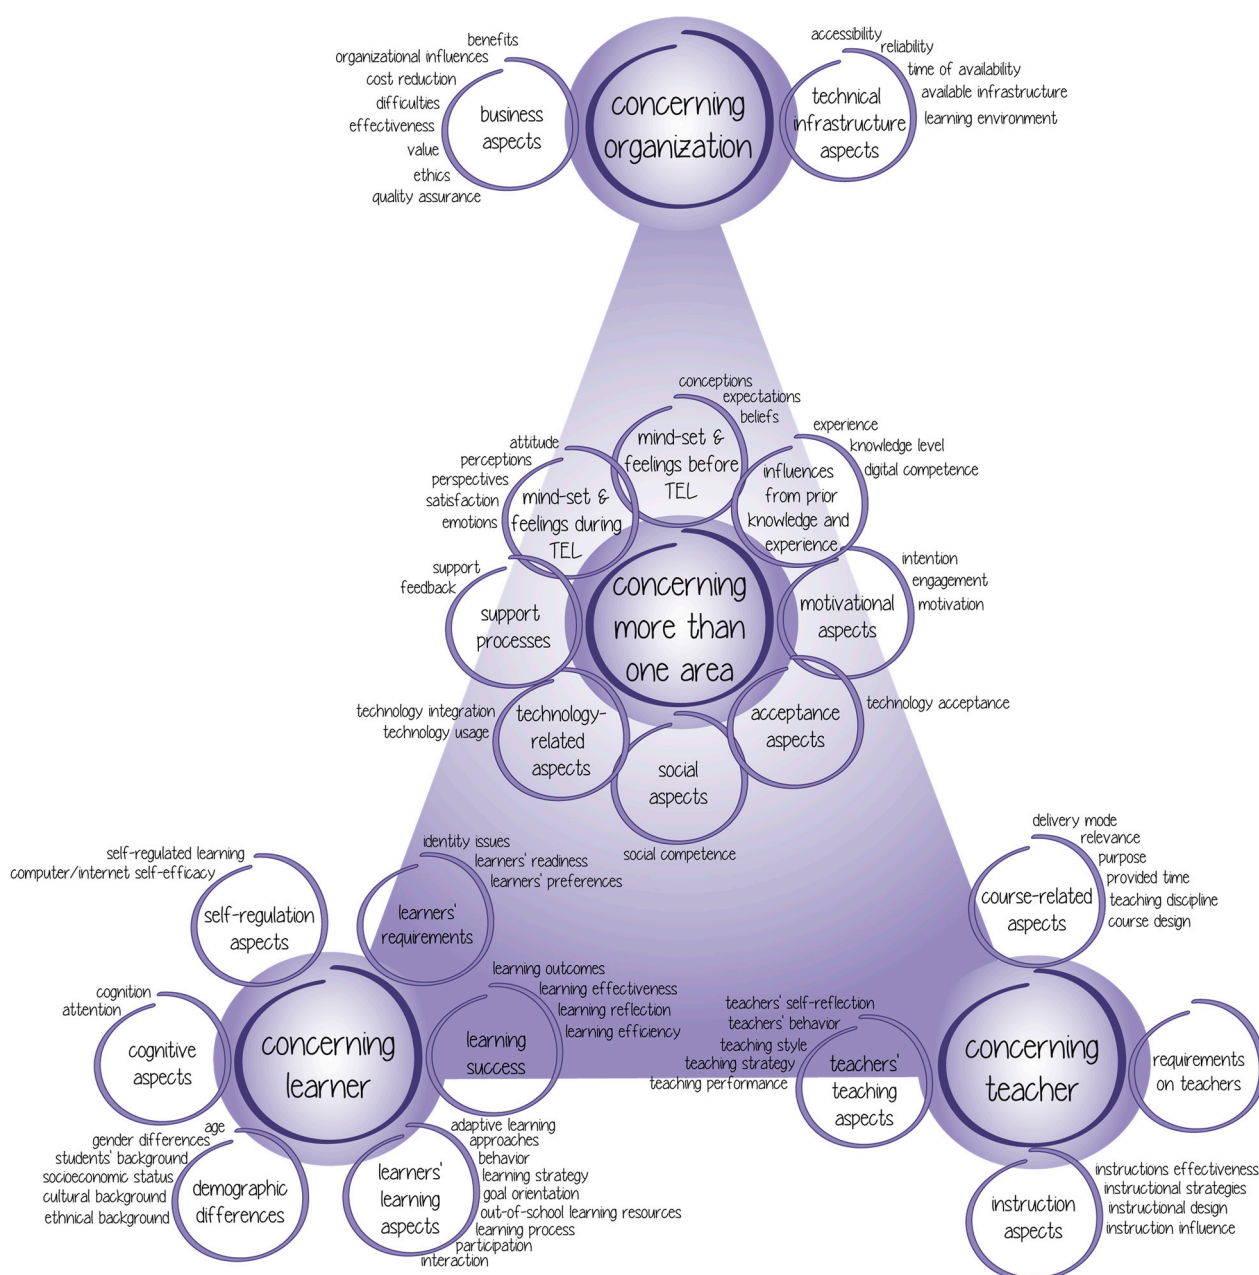 benefits
organizational influences
cost reduction
difficulties
effectiveness
value
ethics
quality assurance
business
aspects
concerning
organization
technical
infrastructure
aspects
accessibility
reliability
time of availability
available infrastructure
learning environment
conceptions
expectations
beliefs
mind-set &
feelings before
TEL
attitude
perceptions
perspectives
satisfaction
emotions
mind-set &
feelings during
TEL
experience
knowledge level
digital competence
influences
from prior
knowledge and
experience
support
feedback
support
processes
concerning
more than
one area
motivational
aspects
intention
engagement
motivation
technology integration
technology usage
technology-
related
aspects
social
aspects
social competence
acceptance
aspects
technology acceptance
self-regulated learning
computer/internet self-efficacy
self-regulation
aspects
identity issues
learners' readiness
learners' preferences
learners'
requirements
cognition
attention
cognitive
aspects
concerning
learner
learning outcomes
learning effectiveness
learning reflection
learning efficiency
learning
success
age
gender differences
students' background
socioeconomic status
cultural background
ethnical background
demographic
differences
learners'
learning
aspects
adaptive learning
approaches
behavior
learning strategy
goal orientation
out-of-school learning resources
learning process
participation
interaction
delivery mode
relevance
purpose
provided time
teaching discipline
course design
course-related
aspects
teachers' self-reflection
teachers' behavior
teaching style
teaching strategy
teaching performance
teachers'
teaching
aspects
concerning
teacher
requirements
on teachers
instruction
aspects
instructions effectiveness
instructional strategies
instructional design
instruction influence